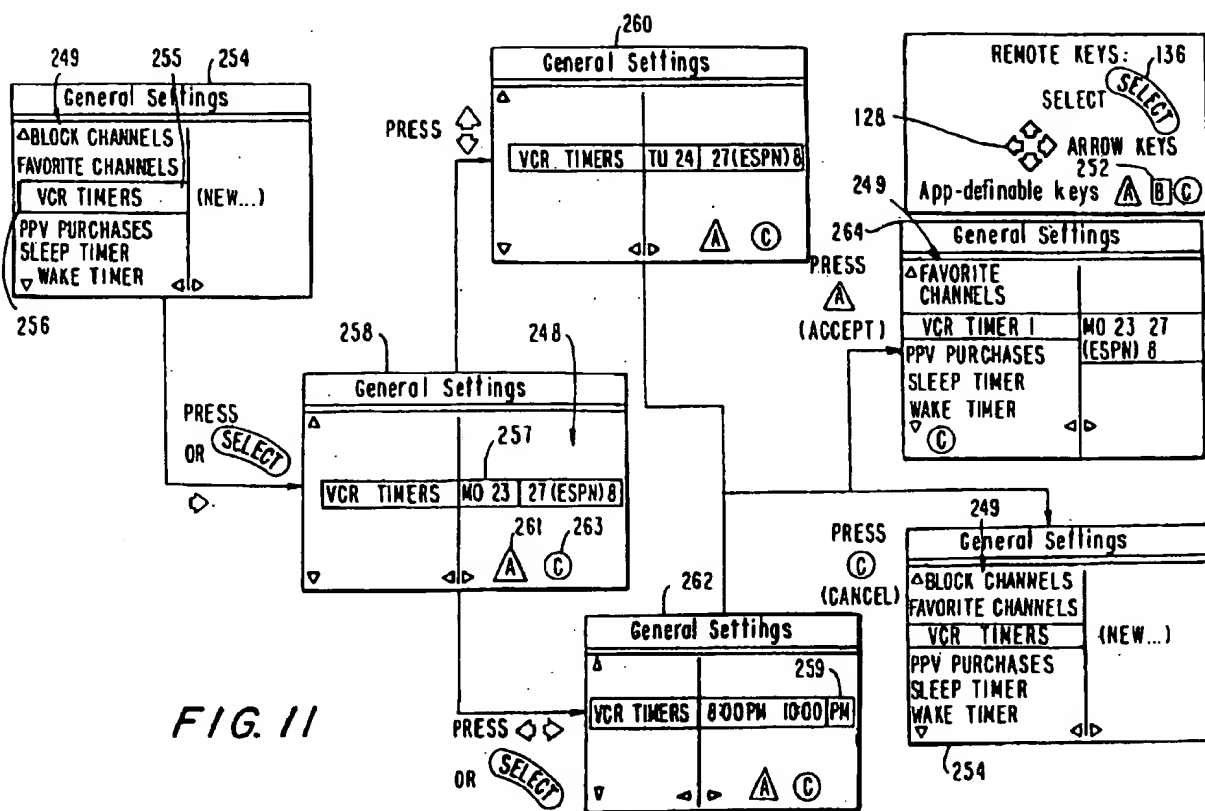 249
255
254
General Settings
△BLOCK CHANNELS
FAVORITE CHANNELS
VCR TIMERS
(NEW...)
PPV PURCHASES
SLEEP TIMER
WAKE TIMER
256
PRESS
OR SELECT
260
PRESS
General Settings
VCR TIMERS TU 24 27(ESPN)8
A C
258
248
General Settings
257
VCR TIMERS MO 23 27(ESPN)8
261
263
A C
PRESS
OR SELECT
262
General Settihgs
259
VCR TIMERS 8:00PM 10:00 PM
A C
REMOTE KEYS:
136
SELECT SELECT
128
ARROW KEYS
252
App-definable keys A B C
249
264
PRESS
A
(ACCEPT)
General Settings
△FAVORITE
CHANNELS
VCR TIMER 1
MO 23 27
(ESPN) 8
PPV PURCHASES
SLEEP TIMER
WAKE TIMER
C
PRESS
C
(CANCEL)
249
General Settings
△BLOCK CHANNELS
FAVORITE CHANNELS
VCR TIMERS
(NEW...)
PPV PURCHASES
SLEEP TIMER
WAKE TIMER
254
FIG. 11